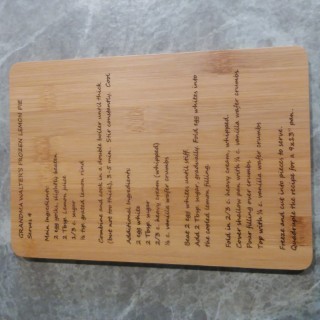 GRANDMA WALTER'S FROZEN LEMON PIE
Serves 4
Main Ingredients:
2 egg yolks, slightly beaten
2 Tbsp. Lemon juice
1/3 c. sugar
¼ tsp. grated lemon rind
Combine and cook in a double boiler until thick
(but not too thick), 3-5 min. Stir constantly. Cool.
Additional Ingredients:
2 egg white
2 Tbsp. sugar
2/3 c. heavy cream (whipped)
½ c. vanilla wafer crumbs
Beat 2 egg whites until stiff.
Add 2 Tbsp. sugar, gradually. Fold egg whites into
the cooled lemon filling.
Fold in 2/3 c. heavy cream, whipped.
Cover shallow pan with ¼ c. vanilla wafer crumbs
Pour filling over crumbs
Top with ¼ c. vanilla wafer crumbs
Freeze and cut into pieces to serve.
Quadruple the recipe for a 9x13" pan.